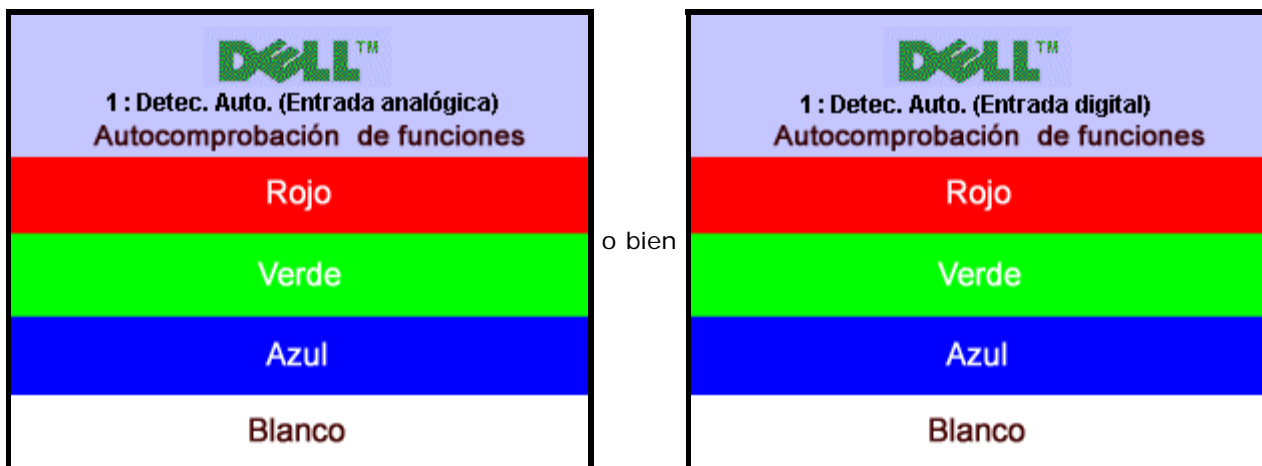 DELL™
1 : Detec. Auto. (Entrada analógica)
Autocomprobación de funciones
Rojo
Verde
Azul
Blanco
o bien
DELL™
1 : Detec. Auto. (Entrada digital)
Autocomprobación de funciones
Rojo
Verde
Azul
Blanco